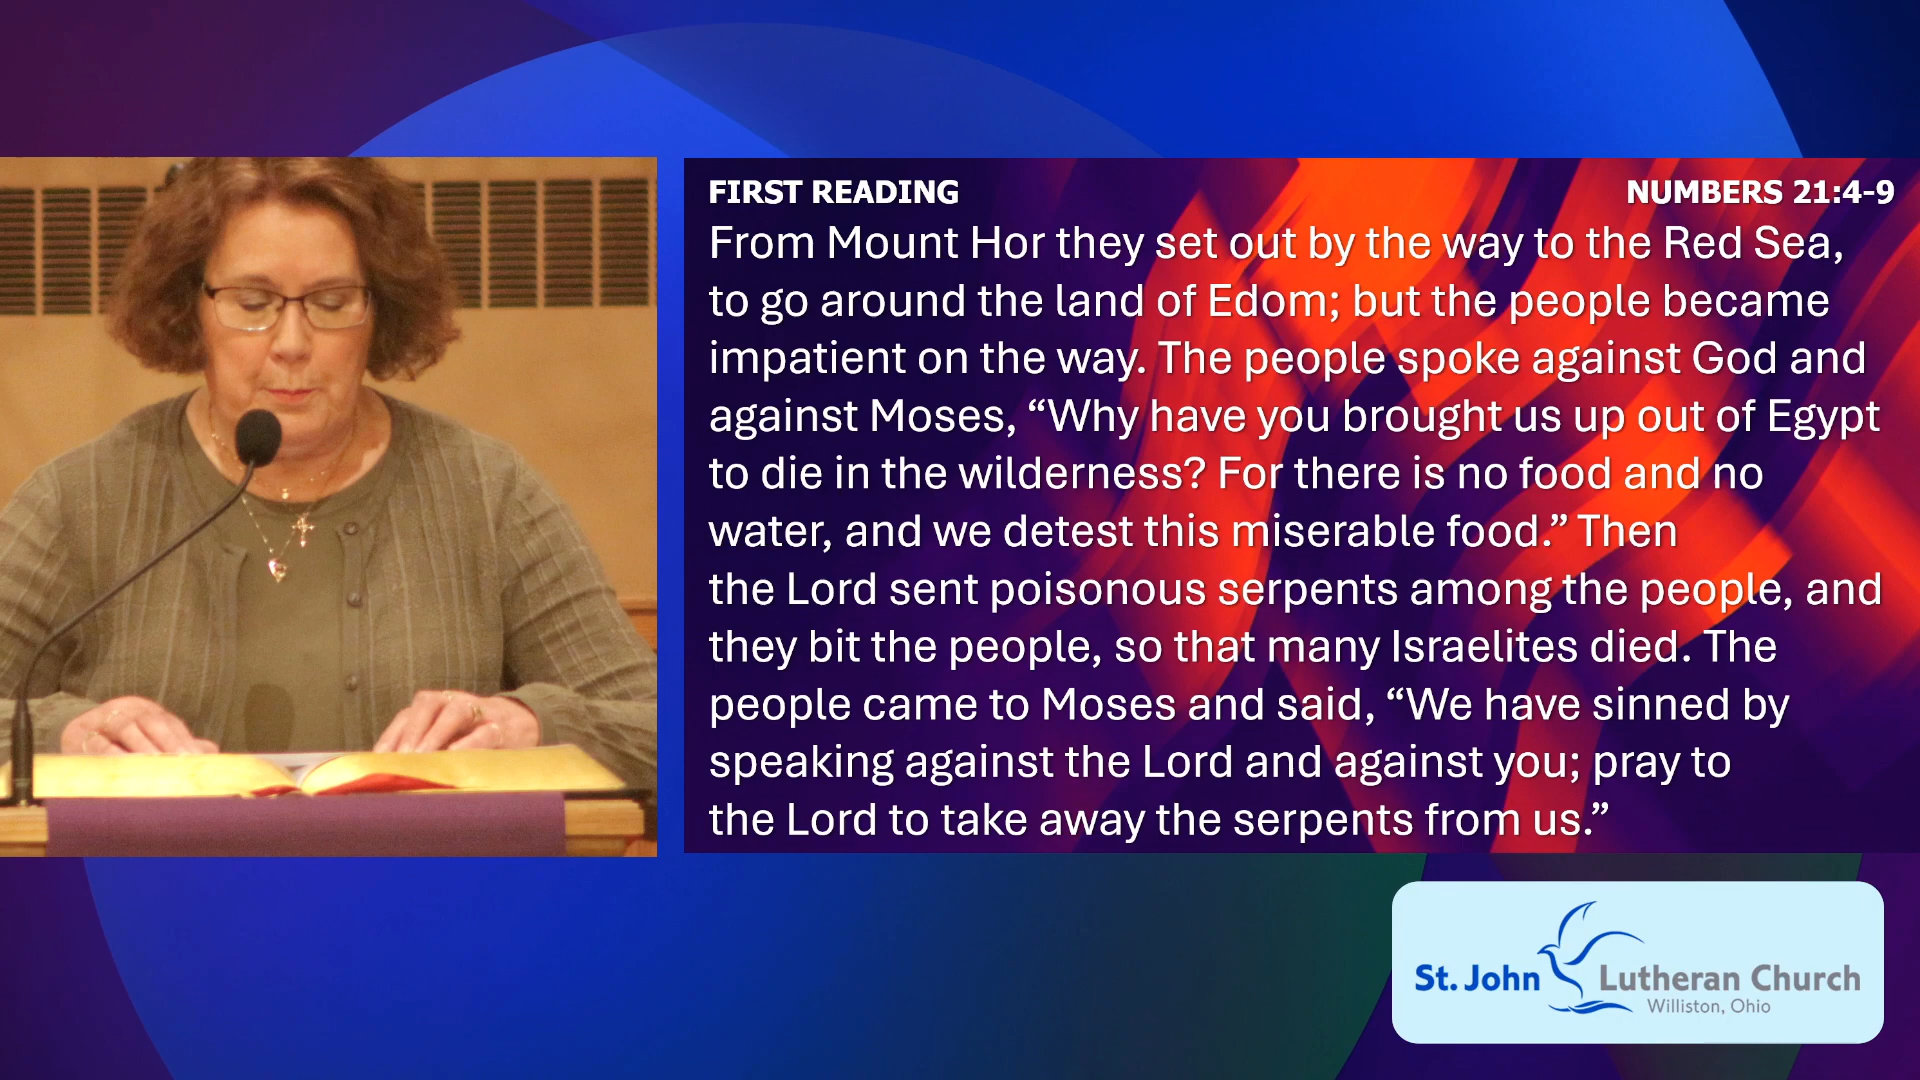 FIRST READING NUMBERS 21:4-9
From Mount Hor they set out by the way to the Red Sea,
to go around the land of Edom; but the people became
impatient on the way. The people spoke against God and
against Moses, “Why have you brought us up out of Egypt
to die in the wilderness? For there is no food and no
water, and we detest this miserable food.” Then
the Lord sent poisonous serpents among the people, and
they bit the people, so that many Israelites died. The
people came to Moses and said, “We have sinned by
speaking against the Lord and against you; pray to
the Lord to take away the serpents from us.”
St. John Lutheran Church
Williston, Ohio